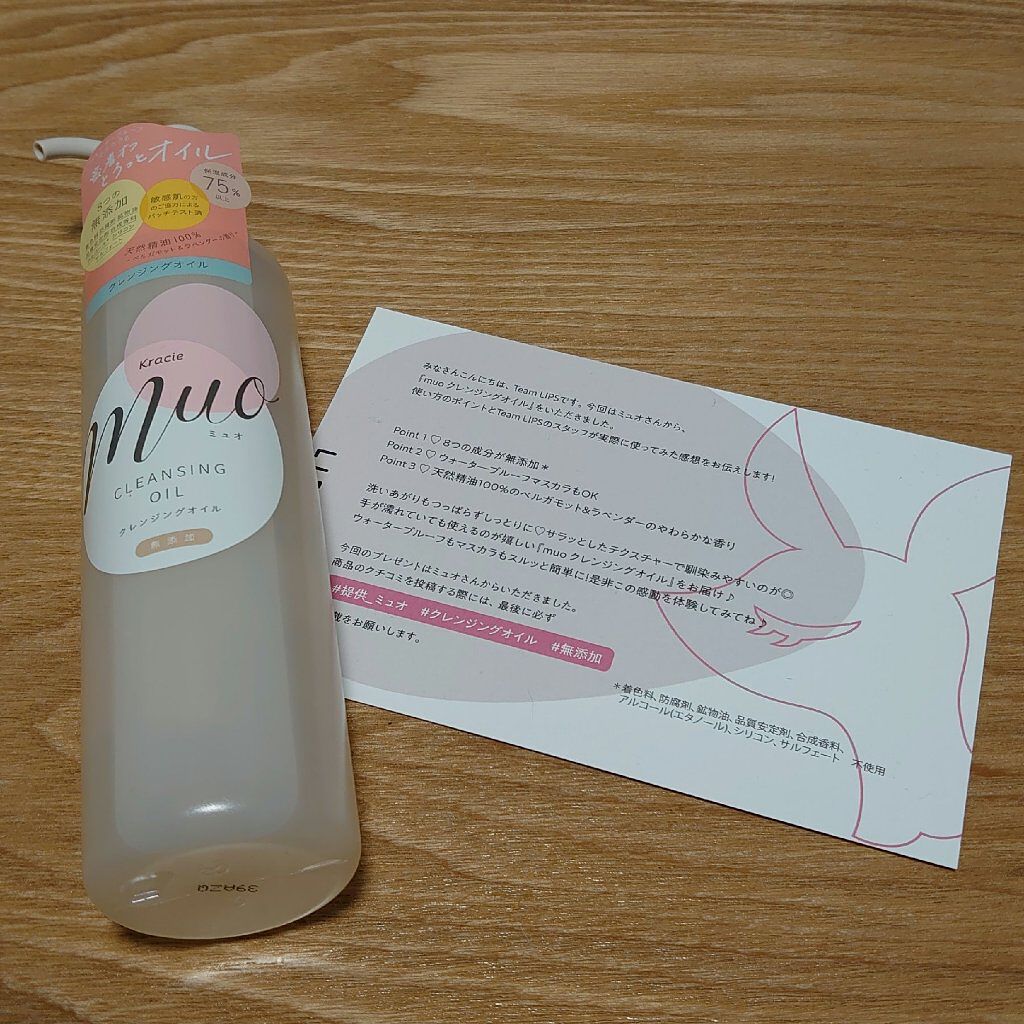 とろっとオイル
8つの
無添加
敏感肌の方
のご協力による
パッチテスト済
保湿成分
75%
以上
天然精油100%
クレンジングオイル
Kracie
muo
ミュオ
CLEANSING
OIL
クレンジングオイル
無添加
みなさんこんにちは、Team LIPSです。今回はミュオさんから、
『muo クレンジングオイル』をいただきました。
使い方のポイントとTeam LIPSのスタッフが実際に使ってみた感想をお伝えします!
Point 1 ♡ 8つの成分が無添加*
Point 2 ♡ ウォータープルーフマスカラもOK
Point 3 ♡ 天然精油100%のベルガモット&ラベンダーのやわらかな香り
洗いあがりもつっぱらずしっとりに♡サラッとしたテクスチャーで馴染みやすいのが◎
手が濡れていても使えるのが嬉しい『muo クレンジングオイル』をお届け♪
ウォータープルーフもマスカラもスルッと簡単に!是非この感動を体験してみてね♪
今回のプレゼントはミュオさんからいただきました。
商品のクチコミを投稿する際には、最後に必ず
#提供_ミュオ #クレンジングオイル #無添加
をお願いします。
*着色料、防腐剤、鉱物油、品質安定剤、合成香料、
アルコール(エタノール)、シリコン、サルフェート 不使用